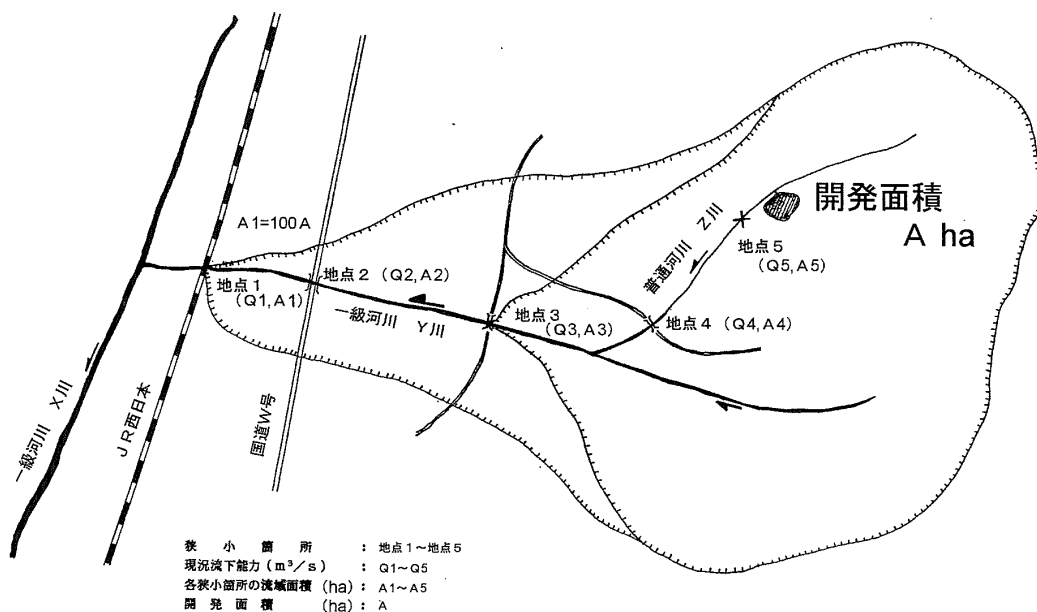 開発面積
A ha
普通河川 Z川
地点5
(Q5,A5)
A1=100A
地点2 (Q2,A2)
地点1
(Q1,A1)
一級河川 Y川
地点3
(Q3,A3)
地点4 (Q4,A4)
一級河川 X川
JR西日本
国道W号
狭小箇所 : 地点1~地点5
現況流下能力(m³/s) : Q1~Q5
各狭小箇所の流域面積 (ha) : A1~A5
開発面積 (ha) : A